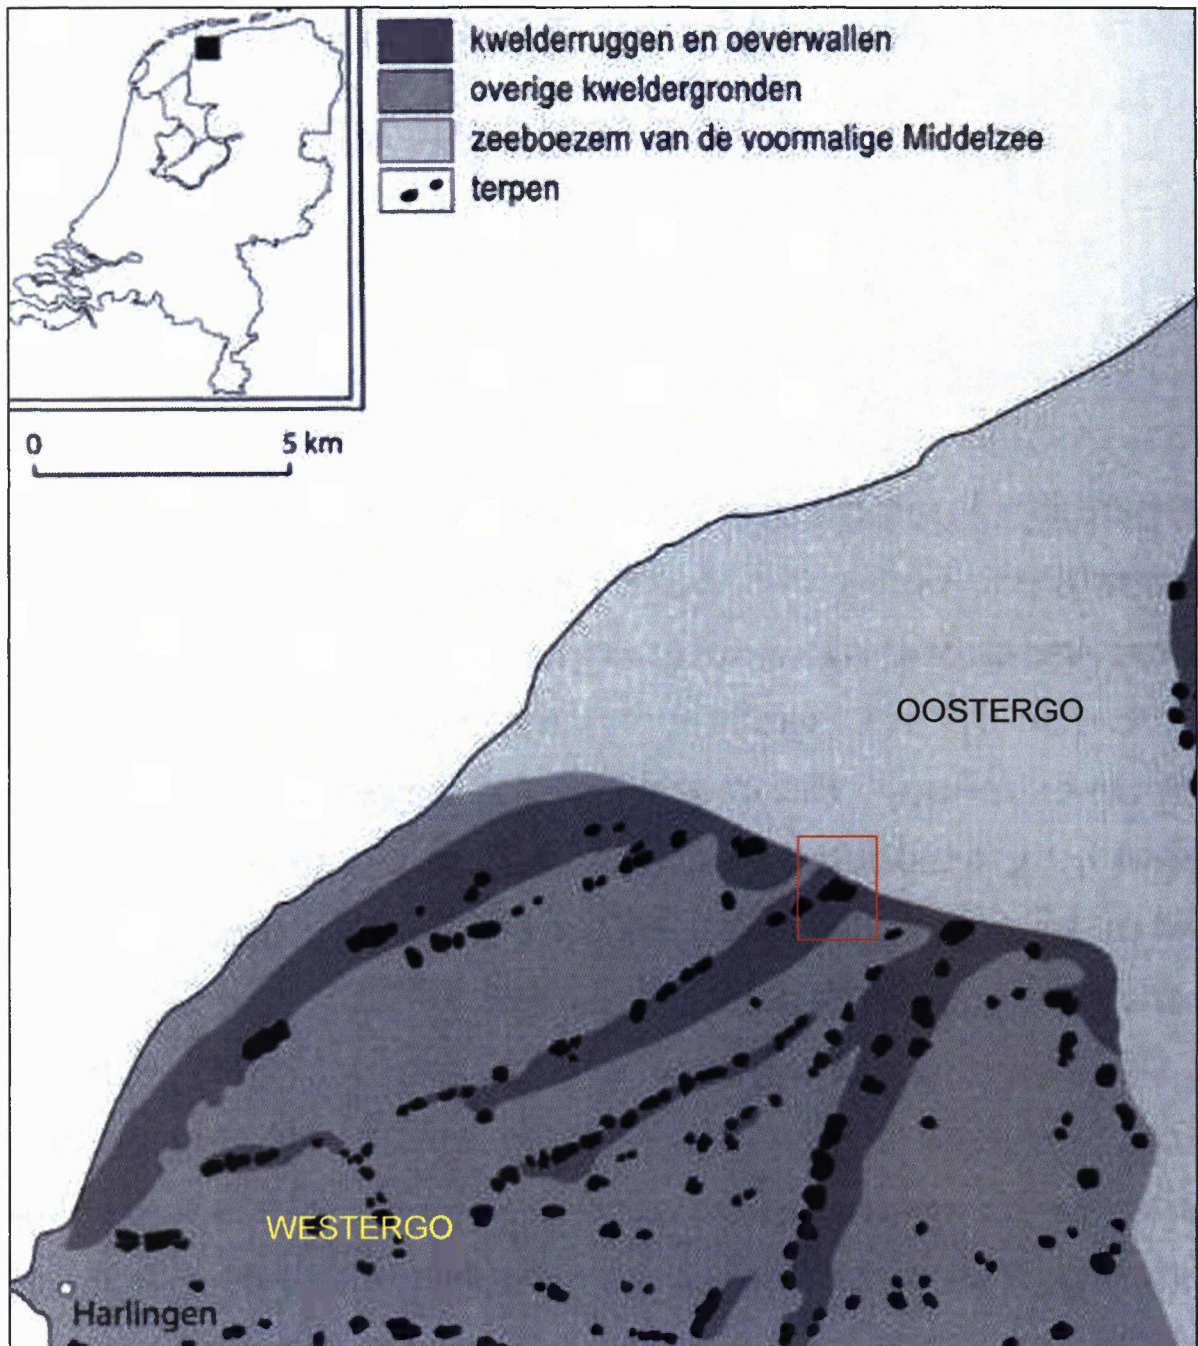 kwelderruggen en oeverwallen
overige kweldergronden
zeeboezem van de voormalige Middelzee
terpen
0 5 km
OOSTERGO
WESTERGO
Harlingen